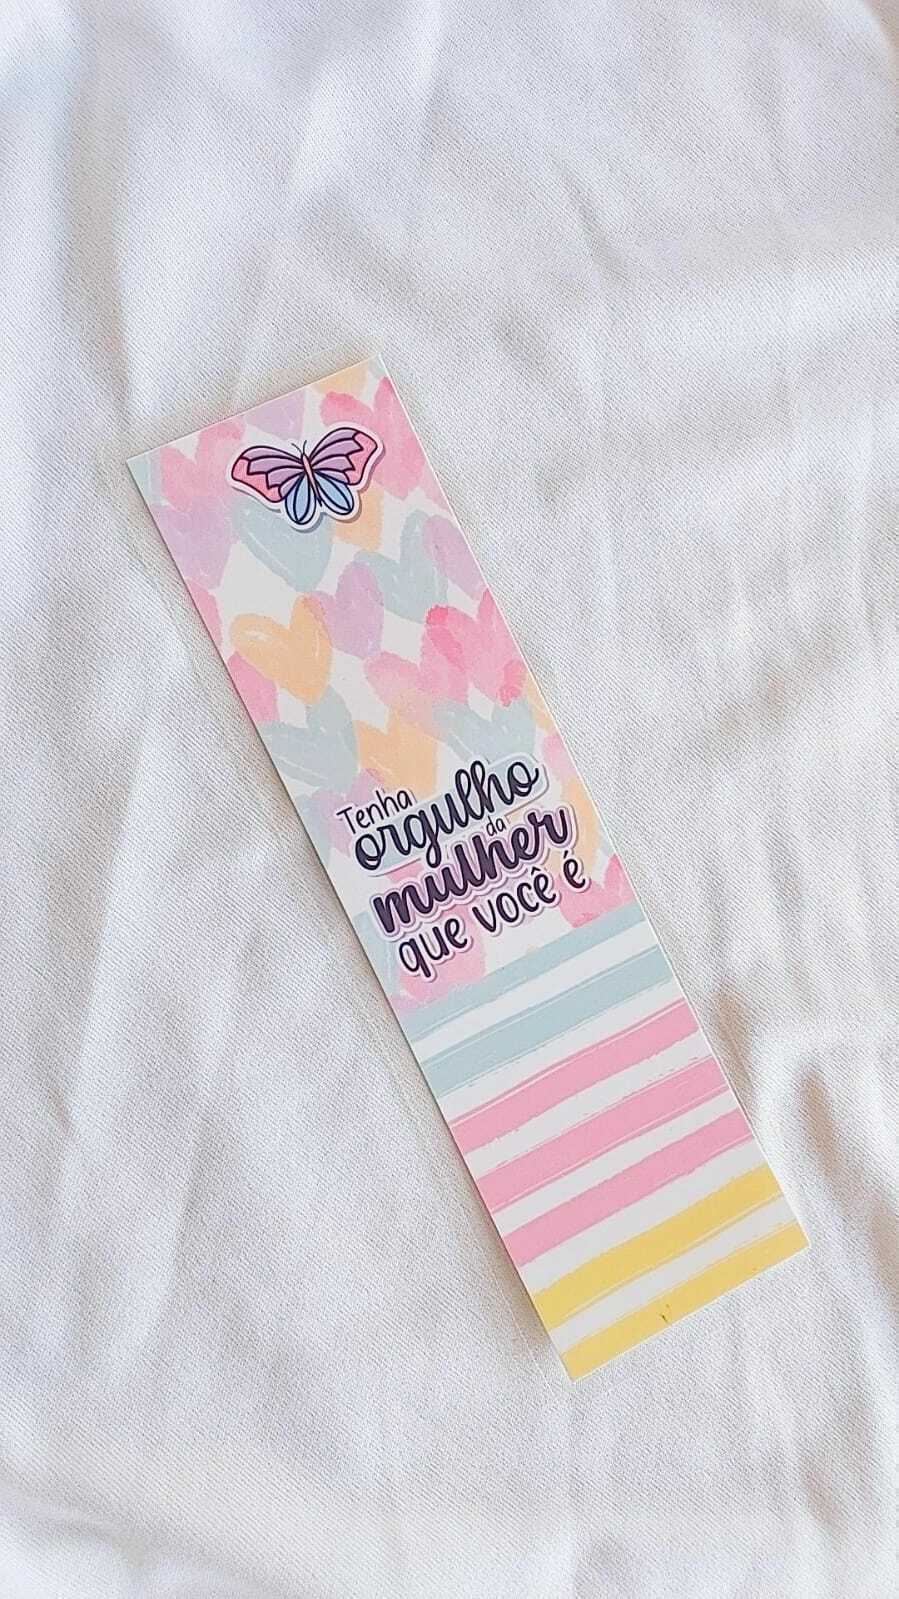 Tenha
orgulho
da
mulher
que você é